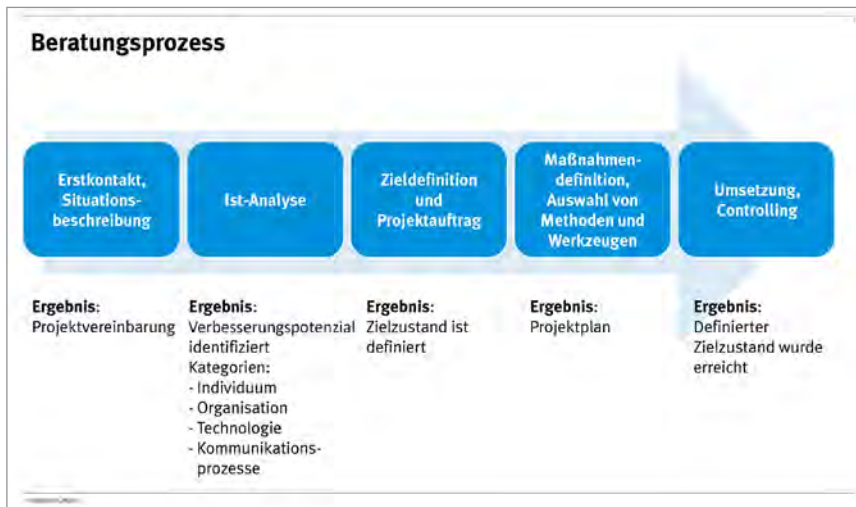 Beratungsprozess
Erstkontakt,
Situations-
beschreibung
Ist-Analyse
Zieldefinition
und
Projektauftrag
Maßnahmen-
definition,
Auswahl von
Methoden und
Werkzeugen
Umsetzung,
Controlling
Ergebnis:
Projektvereinbarung
Ergebnis:
Verbesserungspotenzial
identifiziert
Kategorien:
- Individuum
- Organisation
- Technologie
- Kommunikations-
prozesse
Ergebnis:
Zielzustand ist
definiert
Ergebnis:
Projektplan
Ergebnis:
Definierter
Zielzustand wurde
erreicht